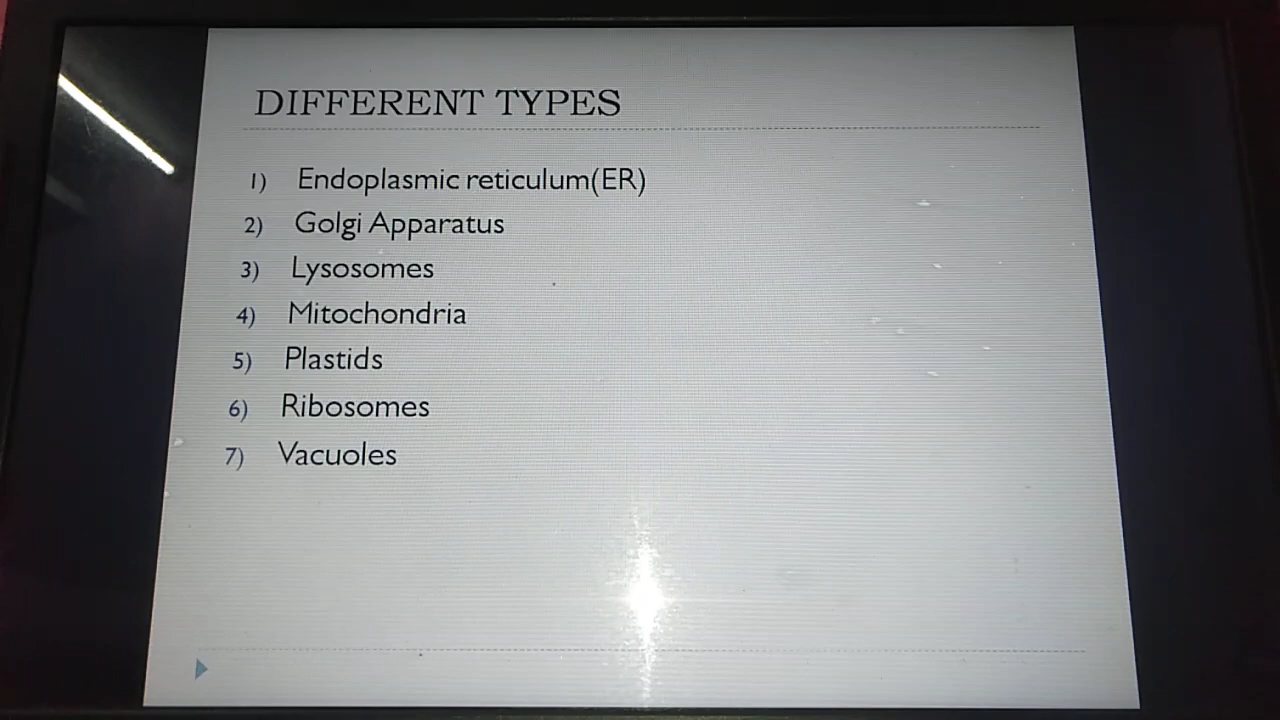 DIFFERENT TYPES
1) Endoplasmic reticulum(ER)
2) Golgi Apparatus
3) Lysosomes
4) Mitochondria
5) Plastids
6) Ribosomes
7) Vacuoles